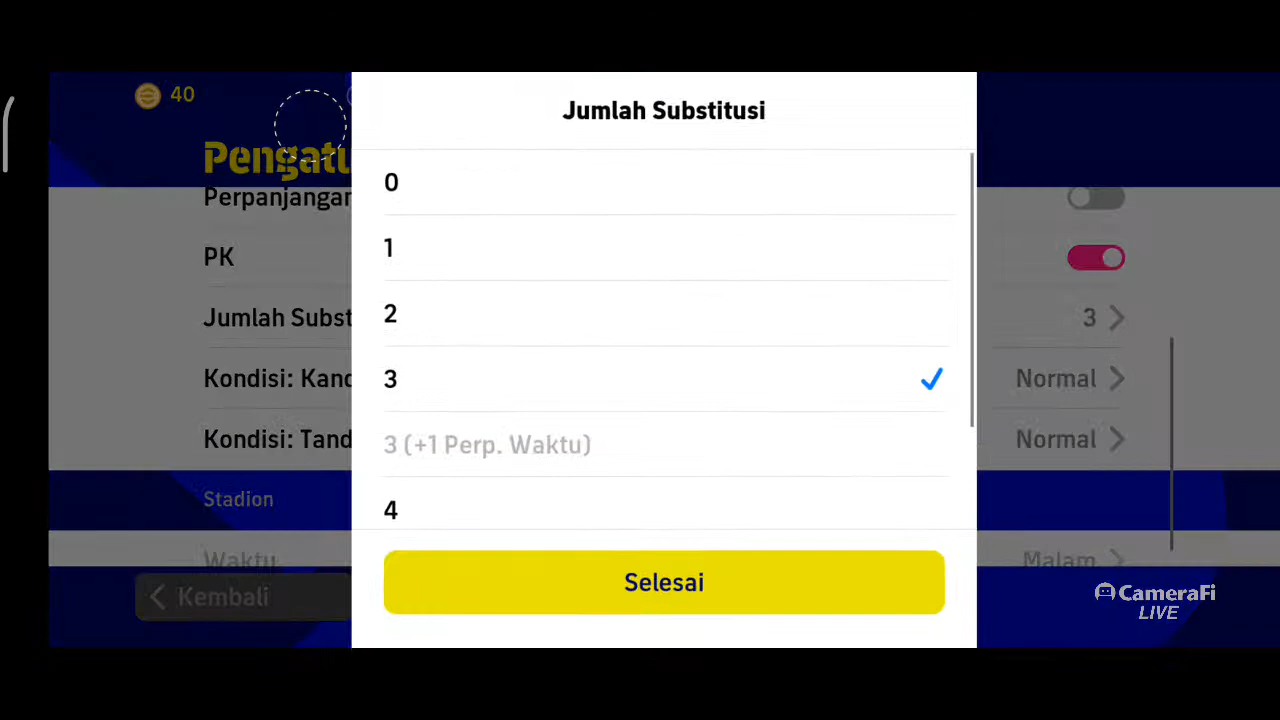 40
Jumlah Substitusi
Pengatu
Perpanjangan
0
PK
1
Jumlah Subst
2
3
Kondisi: Kand
3
Normal
Kondisi: Tand
3 (+1 Perp. Waktu)
Normal
Stadion
4
Waktu
Malam
Kembali
Selesai
CameraFi
LIVE